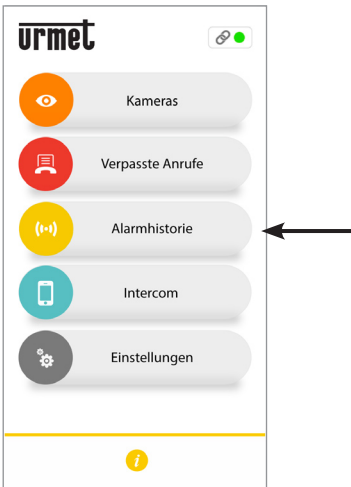 urmet
Kameras
Verpasste Anrufe
Alarmhistorie
Intercom
Einstellungen
i